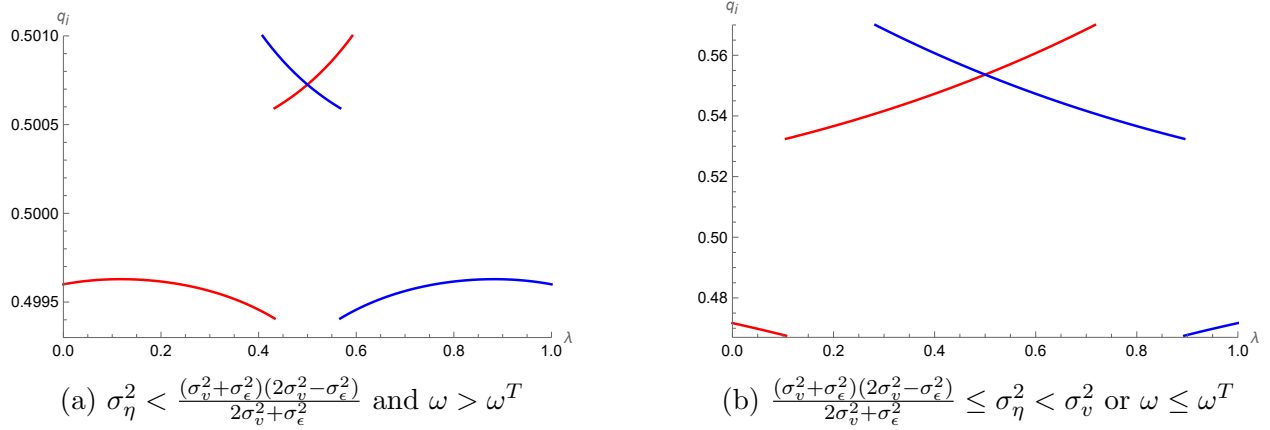 q_i
0.5010
0.5005
0.5000
0.4995
0.0 0.2 0.4 0.6 0.8 1.0 λ
(a) σ_η^2 < \frac{(σ_v^2+σ_ϵ^2)(2σ_v^2−σ_ϵ^2)}{2σ_v^2+σ_ϵ^2} and ω > ω^T
q_i
0.56
0.54
0.52
0.50
0.48
0.0 0.2 0.4 0.6 0.8 1.0 λ
(b) \frac{(σ_v^2+σ_ϵ^2)(2σ_v^2−σ_ϵ^2)}{2σ_v^2+σ_ϵ^2} ≤ σ_η^2 < σ_v^2 or ω ≤ ω^T